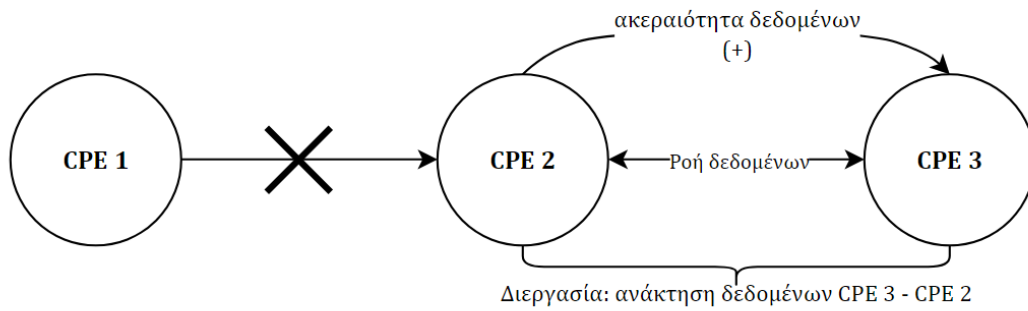 ακεραιότητα δεδομένων
(+)
CPE 1
CPE 2
Ροή δεδομένων
CPE 3
Διεργασία: ανάκτηση δεδομένων CPE 3 - CPE 2